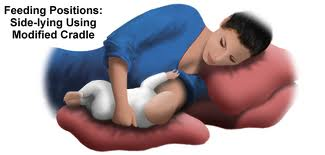 Feeding Positions:
Side-lying Using
Modified Cradle